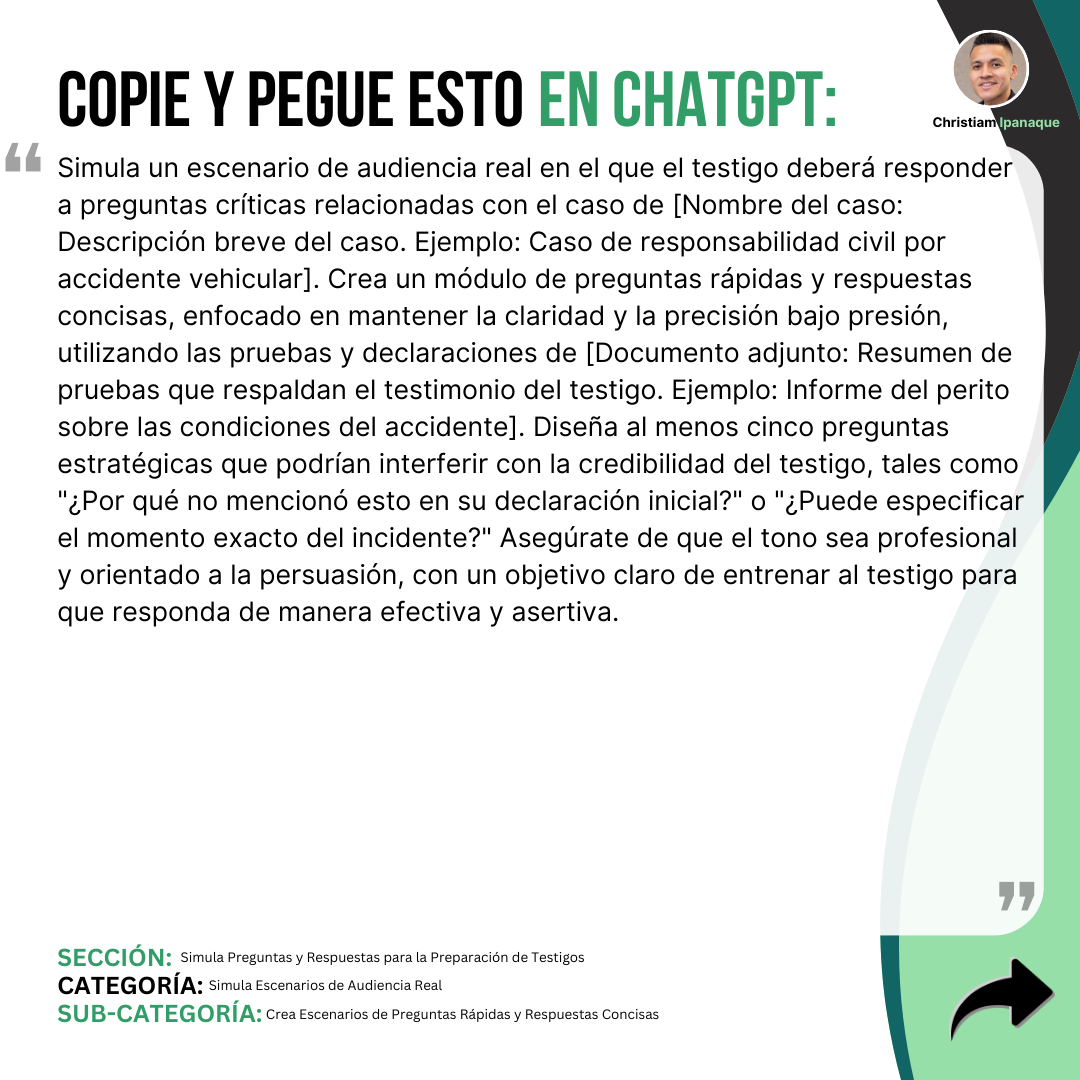 COPIE Y PEGUE ESTO EN CHATGPT:
Christiam Ipanaque
“
Simula un escenario de audiencia real en el que el testigo deberá responder
a preguntas críticas relacionadas con el caso de [Nombre del caso:
Descripción breve del caso. Ejemplo: Caso de responsabilidad civil por
accidente vehicular]. Crea un módulo de preguntas rápidas y respuestas
concisas, enfocado en mantener la claridad y la precisión bajo presión,
utilizando las pruebas y declaraciones de [Documento adjunto: Resumen de
pruebas que respaldan el testimonio del testigo. Ejemplo: Informe del perito
sobre las condiciones del accidente]. Diseña al menos cinco preguntas
estratégicas que podrían interferir con la credibilidad del testigo, tales como
"¿Por qué no mencionó esto en su declaración inicial?" o "¿Puede especificar
el momento exacto del incidente?" Asegúrate de que el tono sea profesional
y orientado a la persuasión, con un objetivo claro de entrenar al testigo para
que responda de manera efectiva y asertiva.
”
SECCIÓN: Simula Preguntas y Respuestas para la Preparación de Testigos
CATEGORÍA: Simula Escenarios de Audiencia Real
SUB-CATEGORÍA: Crea Escenarios de Preguntas Rápidas y Respuestas Concisas